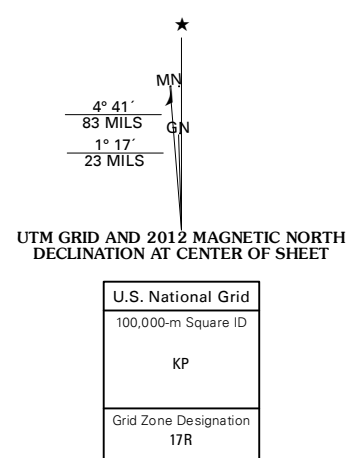 ★
MN
4° 41´
83 MILS
GN
1° 17´
23 MILS
UTM GRID AND 2012 MAGNETIC NORTH
DECLINATION AT CENTER OF SHEET
U.S. National Grid
100,000-m Square ID
KP
Grid Zone Designation
17R